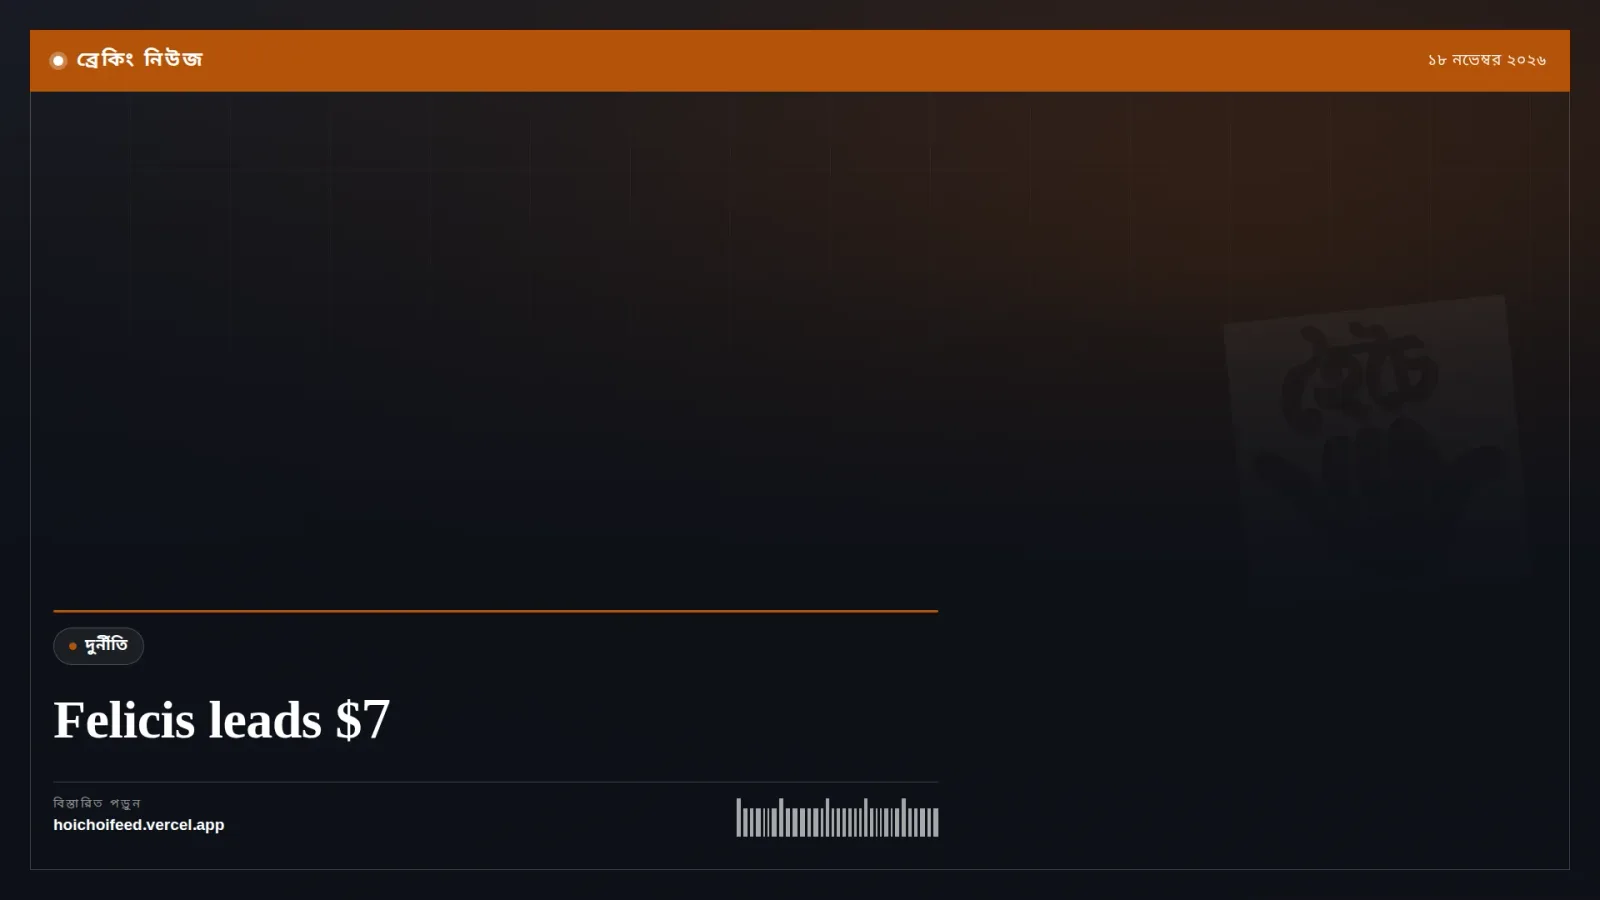 ব্রেকিং নিউজ
১৮ নভেম্বর ২০২৬
হৈচৈ
দুর্নীতি
Felicis leads $7
বিস্তারিত পড়ুন
hoichoifeed.vercel.app